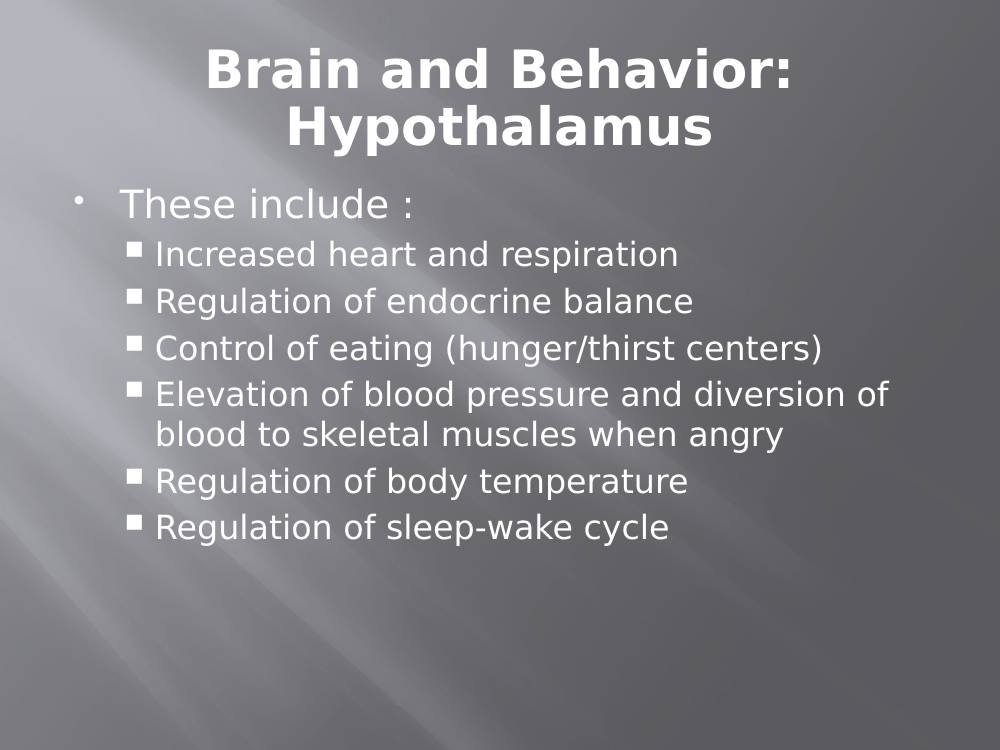 Brain and Behavior:
Hypothalamus
• These include :
■ Increased heart and respiration
■ Regulation of endocrine balance
■ Control of eating (hunger/thirst centers)
■ Elevation of blood pressure and diversion of
blood to skeletal muscles when angry
■ Regulation of body temperature
■ Regulation of sleep-wake cycle